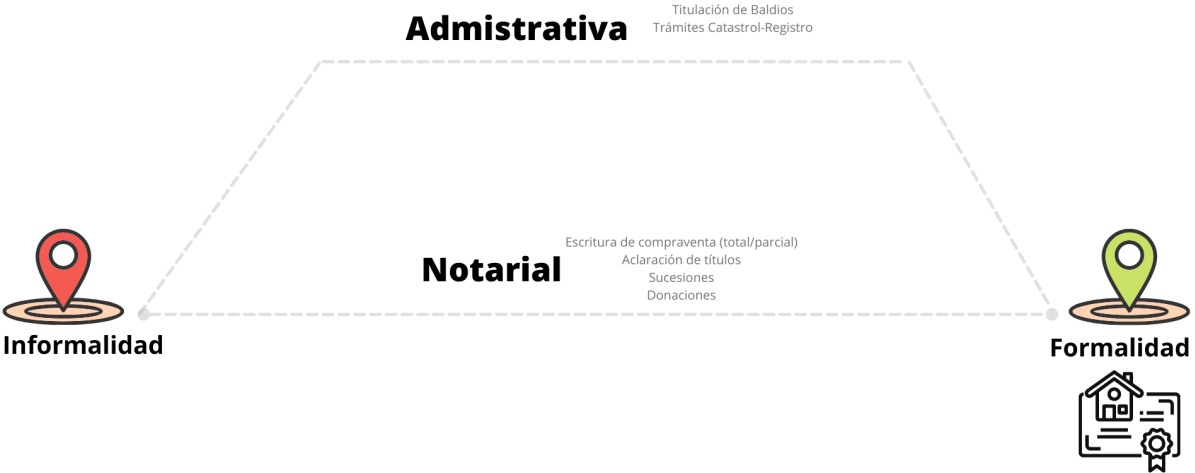 Admistrativa
Titulación de Baldios
Trámites Catastrol-Registro
Notarial
Escritura de compraventa (total/parcial)
Aclaración de títulos
Sucesiones
Donaciones
Informalidad
Formalidad